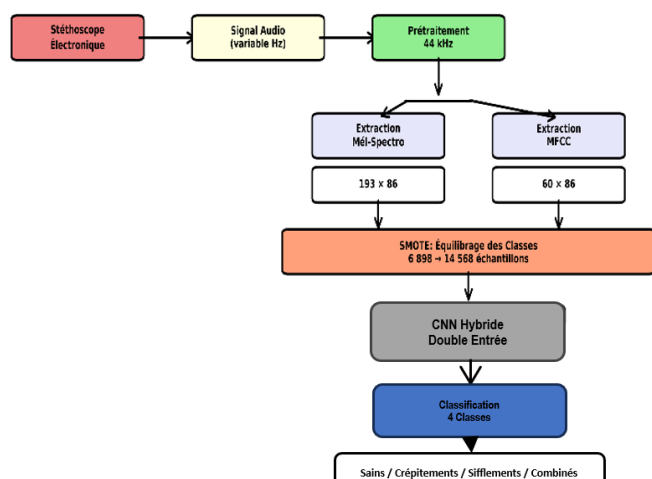 Stéthoscope
Électronique
Signal Audio
(variable Hz)
Prétraitement
44 kHz
Extraction
Mél-Spectro
Extraction
MFCC
193 × 86
60 × 86
SMOTE: Équilibrage des Classes
6 898 → 14 568 échantillons
CNN Hybride
Double Entrée
Classification
4 Classes
Sains / Crépitements / Sifflements / Combinés